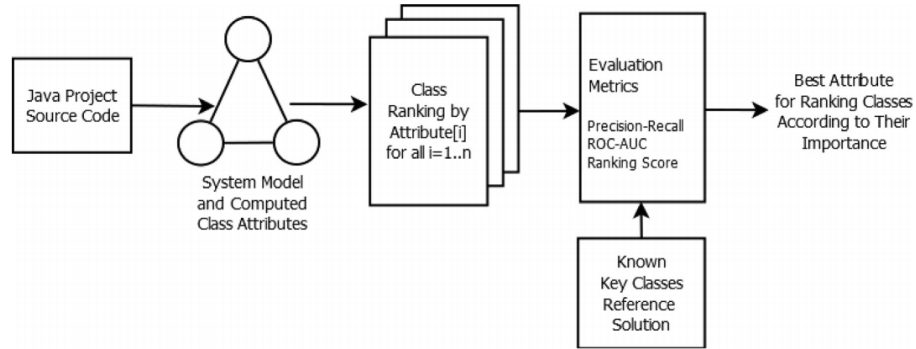 Java Project
Source Code
System Model
and Computed
Class Attributes
Class
Ranking by
Attribute[i]
for all i=1..n
Evaluation
Metrics
Precision-Recall
ROC-AUC
Ranking Score
Known
Key Classes
Reference
Solution
Best Attribute
for Ranking Classes
According to Their
Importance